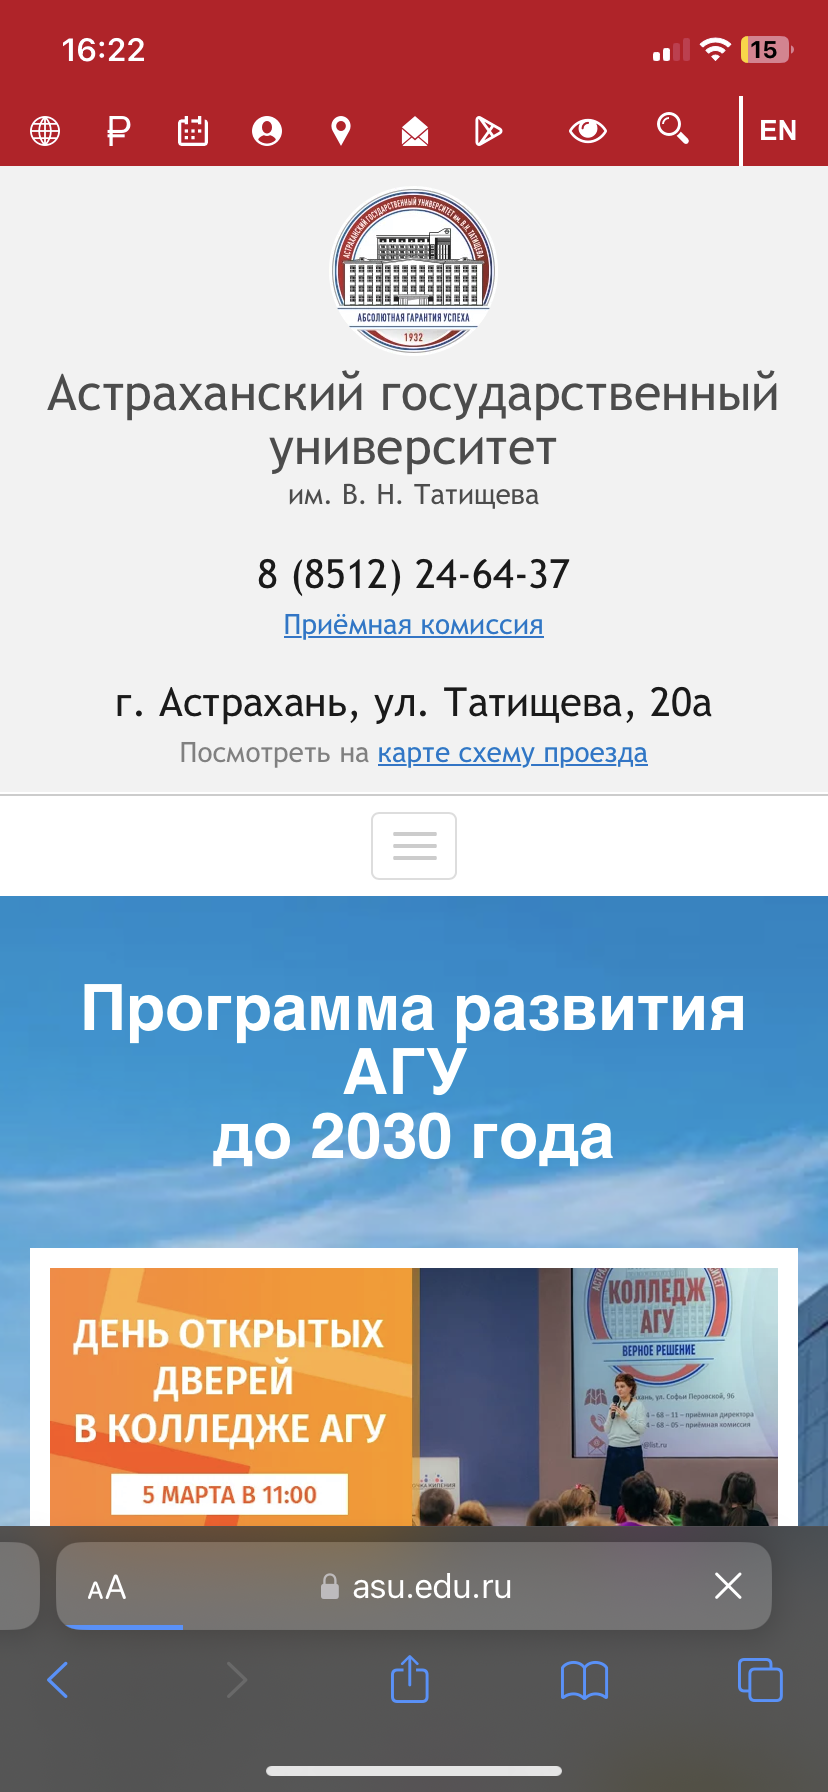 16:22
15
EN
АСТРАХАНСКИЙ ГОСУДАРСТВЕННЫЙ УНИВЕРСИТЕТ им. В.Н. ТАТИЩЕВА
АБСОЛЮТНАЯ ГАРАНТИЯ УСПЕХА
1932
Астраханский государственный
университет
им. В. Н. Татищева
8 (8512) 24-64-37
Приёмная комиссия
г. Астрахань, ул. Татищева, 20а
Посмотреть на карте схему проезда
Программа развития
АГУ
до 2030 года
ДЕНЬ ОТКРЫТЫХ
ДВЕРЕЙ
В КОЛЛЕДЖЕ АГУ
5 МАРТА В 11:00
КОЛЛЕДЖ
АГУ
ВЕРНОЕ РЕШЕНИЕ
ул. Софьи Перовской, 96
4 – 68 – 11 – приёмная директора
4 – 68 – 05 – приёмная комиссия
@list.ru
КИПЕНИЯ
AA
asu.edu.ru